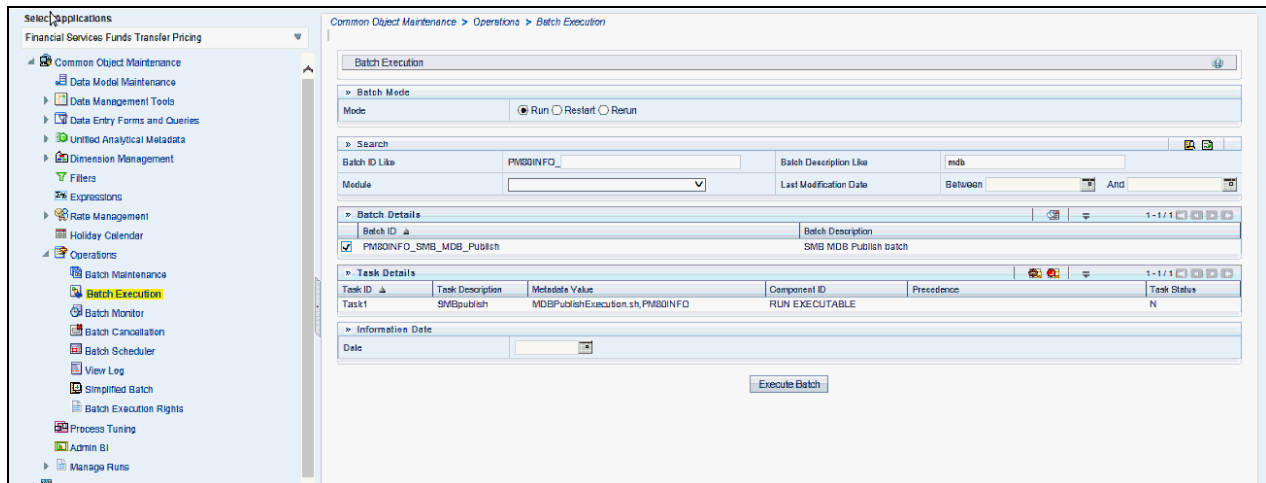 Select Applications
Financial Services Funds Transfer Pricing
Common Object Maintenance
Data Model Maintenance
Data Management Tools
Data Entry Forms and Queries
Unified Analytical Metadata
Dimension Management
Filters
Expressions
Rate Management
Holiday Calendar
Operations
Batch Maintenance
Batch Execution
Batch Monitor
Batch Cancellation
Batch Scheduler
View Log
Simplified Batch
Batch Execution Rights
Process Tuning
Admin BI
Manage Runs
Common Object Maintenance > Operations > Batch Execution
Batch Execution
» Batch Mode
Mode Run Restart Rerun
» Search
Batch ID Like PM80INFO_ Batch Description Like mdb
Module Last Modification Date Between And
» Batch Details 1-1/1
Batch ID Batch Description
PM80INFO_SMB_MDB_Publish SMB MDB Publish batch
» Task Details 1-1/1
Task ID Task Description Metadata Value Component ID Precedence Task Status
Task1 SMBpublish MDBPublishExecution.sh,PM80INFO RUN EXECUTABLE N
» Information Date
Date
Execute Batch